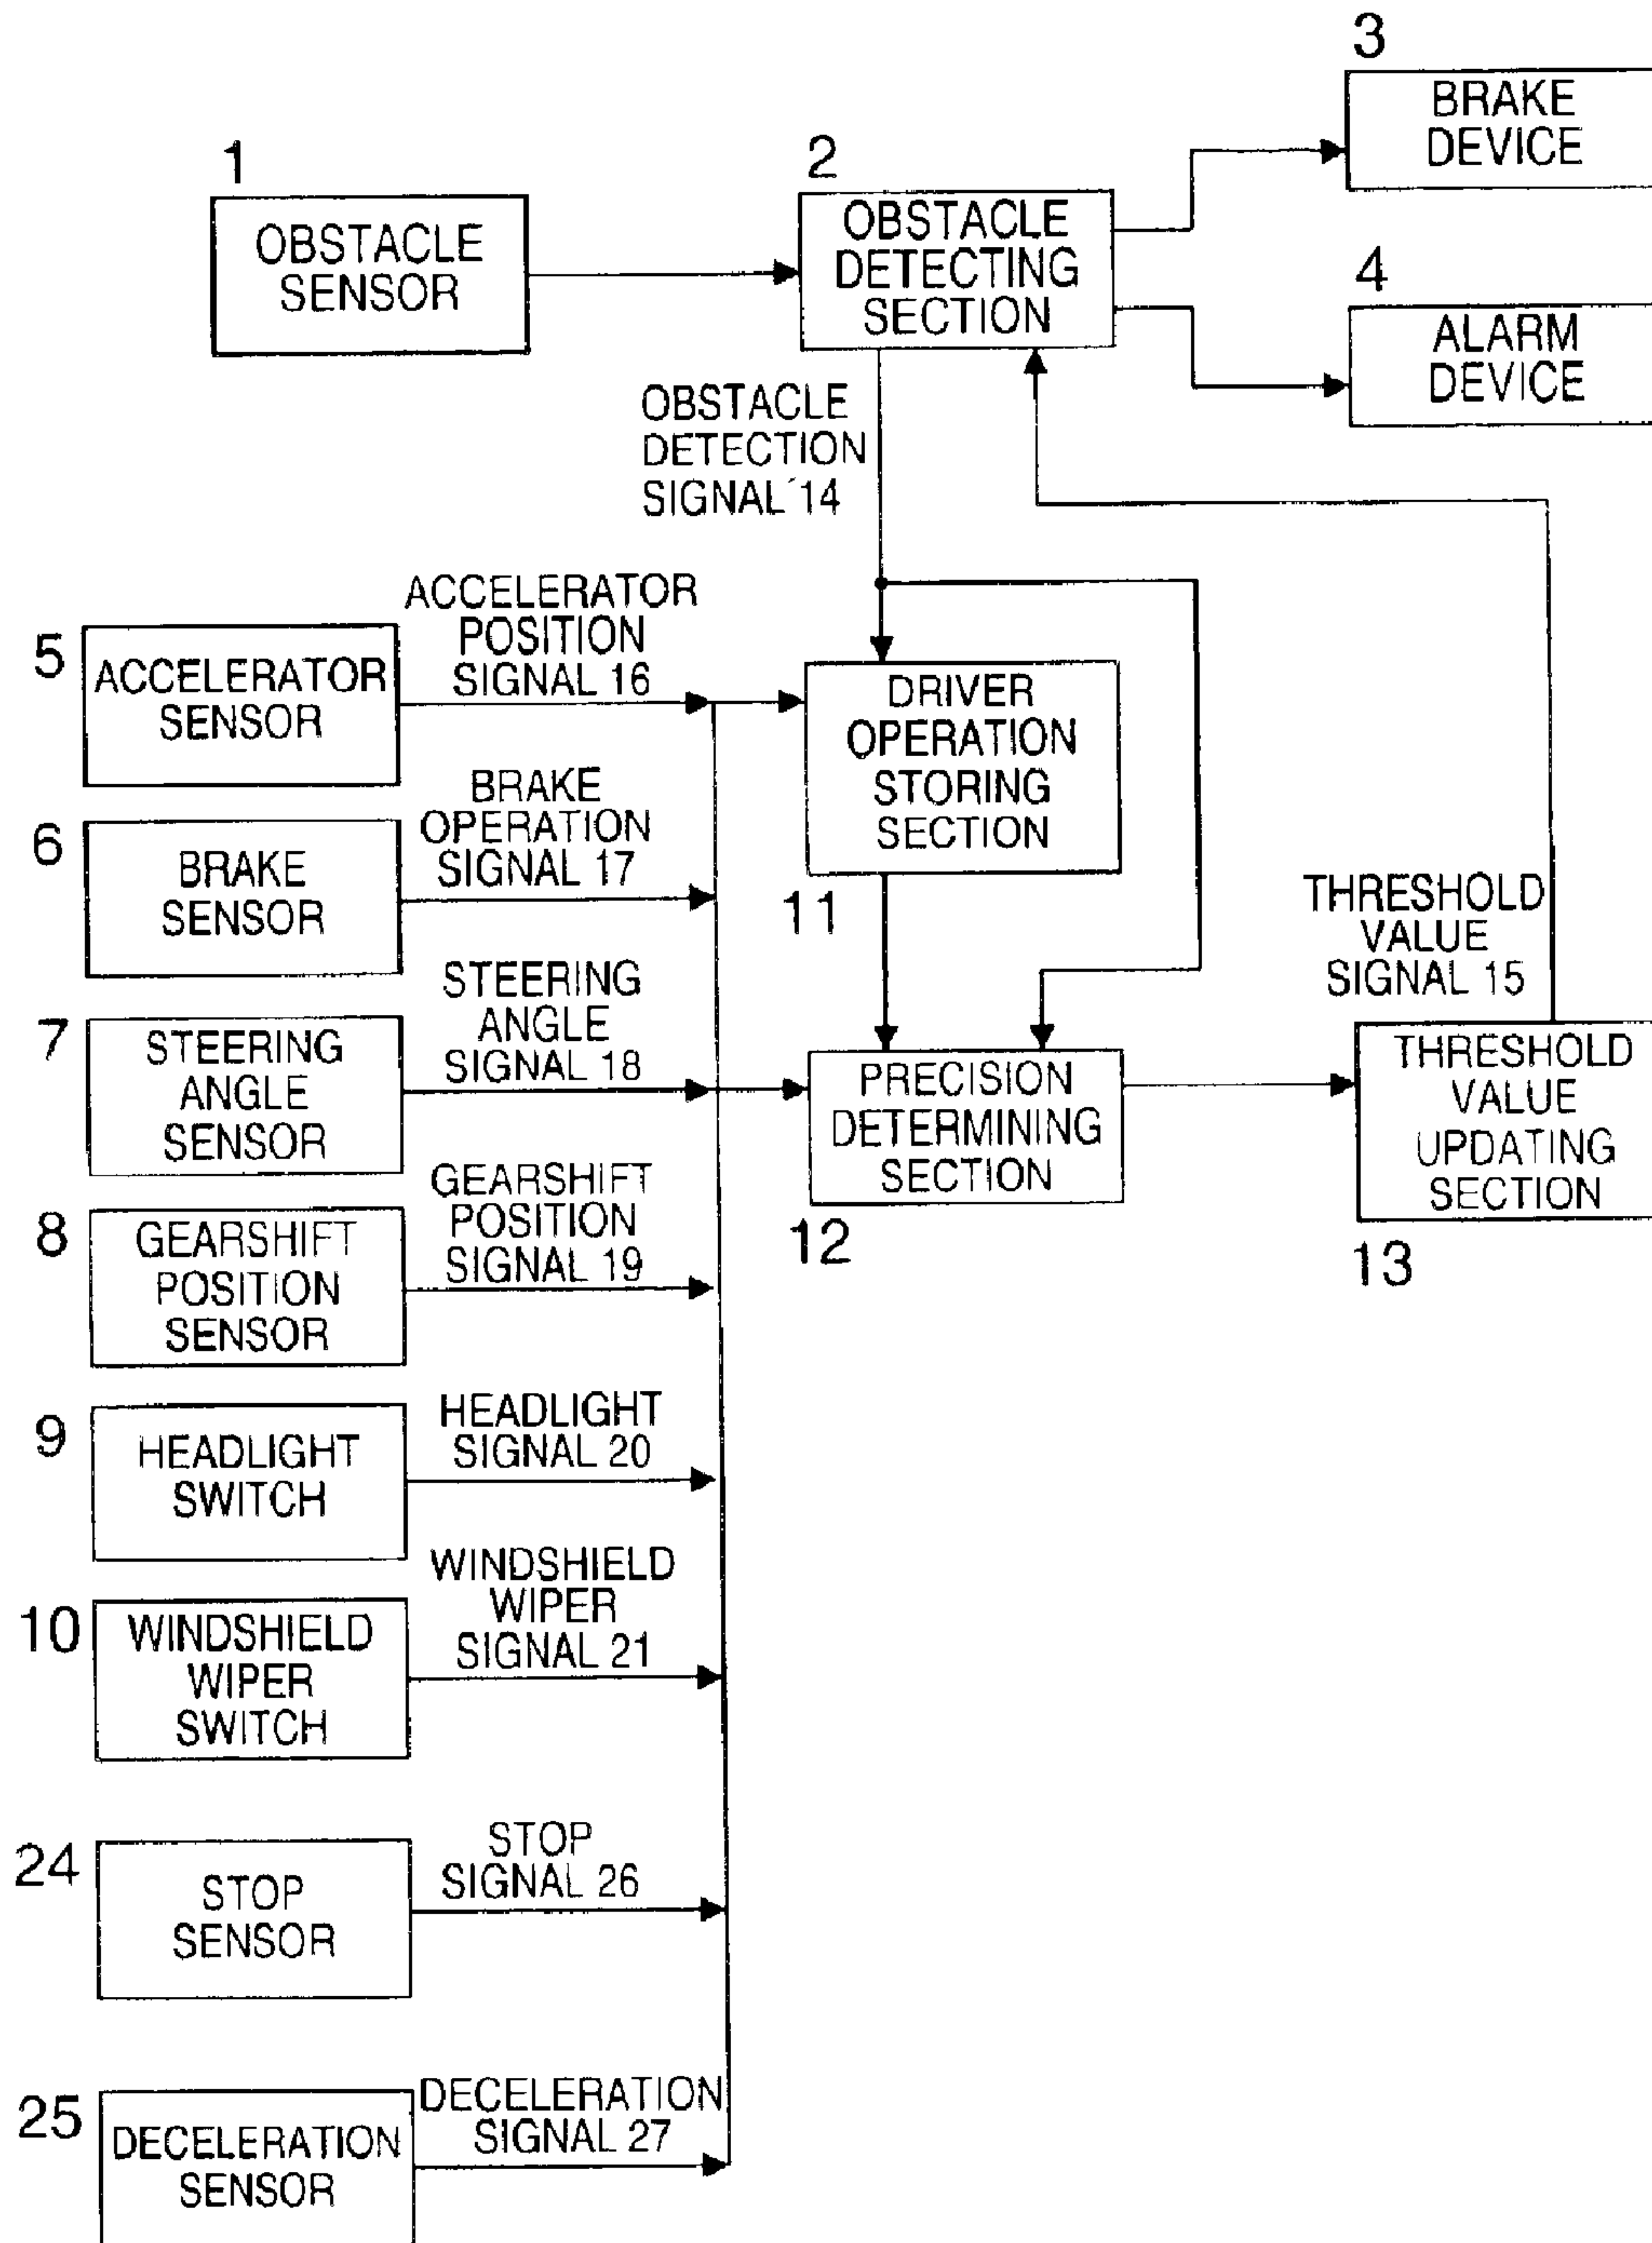 3
BRAKE
DEVICE
1
OBSTACLE
SENSOR
2
OBSTACLE
DETECTING
SECTION
4
ALARM
DEVICE
OBSTACLE
DETECTION
SIGNAL 14
5
ACCELERATOR
SENSOR
ACCELERATOR
POSITION
SIGNAL 16
DRIVER
OPERATION
STORING
SECTION
11
6
BRAKE
SENSOR
BRAKE
OPERATION
SIGNAL 17
THRESHOLD
VALUE
SIGNAL 15
7
STEERING
ANGLE
SENSOR
STEERING
ANGLE
SIGNAL 18
PRECISION
DETERMINING
SECTION
12
THRESHOLD
VALUE
UPDATING
SECTION
13
8
GEARSHIFT
POSITION
SENSOR
GEARSHIFT
POSITION
SIGNAL 19
9
HEADLIGHT
SWITCH
HEADLIGHT
SIGNAL 20
10
WINDSHIELD
WIPER
SWITCH
WINDSHIELD
WIPER
SIGNAL 21
24
STOP
SENSOR
STOP
SIGNAL 26
25
DECELERATION
SENSOR
DECELERATION
SIGNAL 27